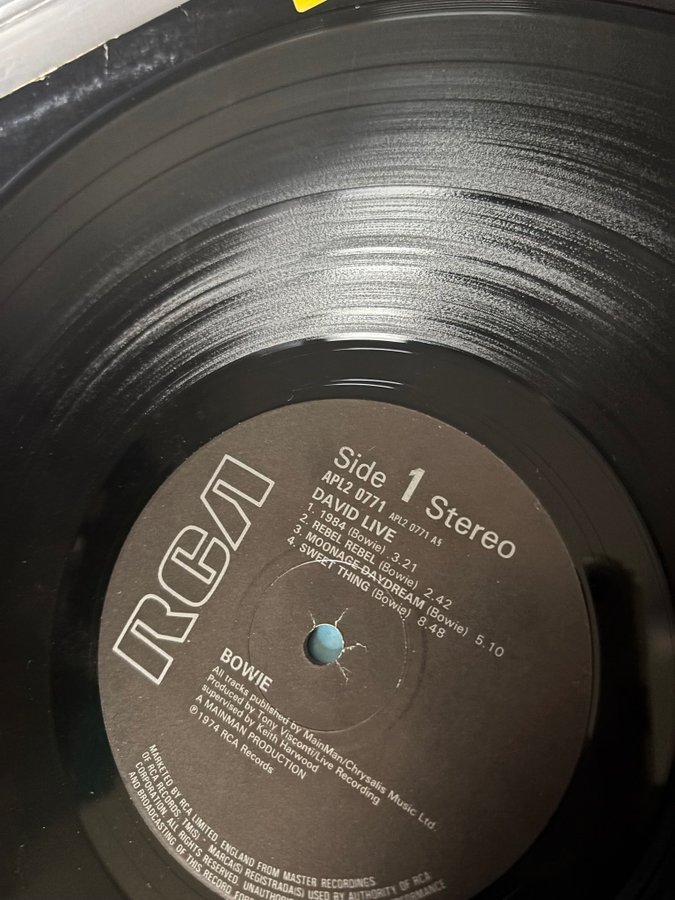 RCA
Side 1 Stereo
APL2 0771 APL2 0771 A§
DAVID LIVE
1. 1984 (Bowie) .3.21
2. REBEL REBEL (Bowie) 2.42
3. MOONAGE DAYDREAM (Bowie) 5.10
4. SWEET THING (Bowie) 8.48
BOWIE
All tracks published by MainMan/Chrysalis Music Ltd.
Produced by Tony Visconti/Live Recording
supervised by Keith Harwood
A MAINMAN PRODUCTION
℗1974 RCA Records
MARKETED BY RCA LIMITED, ENGLAND FROM MASTER RECORDINGS
OF RCA RECORDS. TM(S) MARCA(S) REGISTRADA(S) USED BY AUTHORITY OF RCA
CORPORATION. ALL RIGHTS RESERVED.
AND BROADCASTING OF THIS RECORD